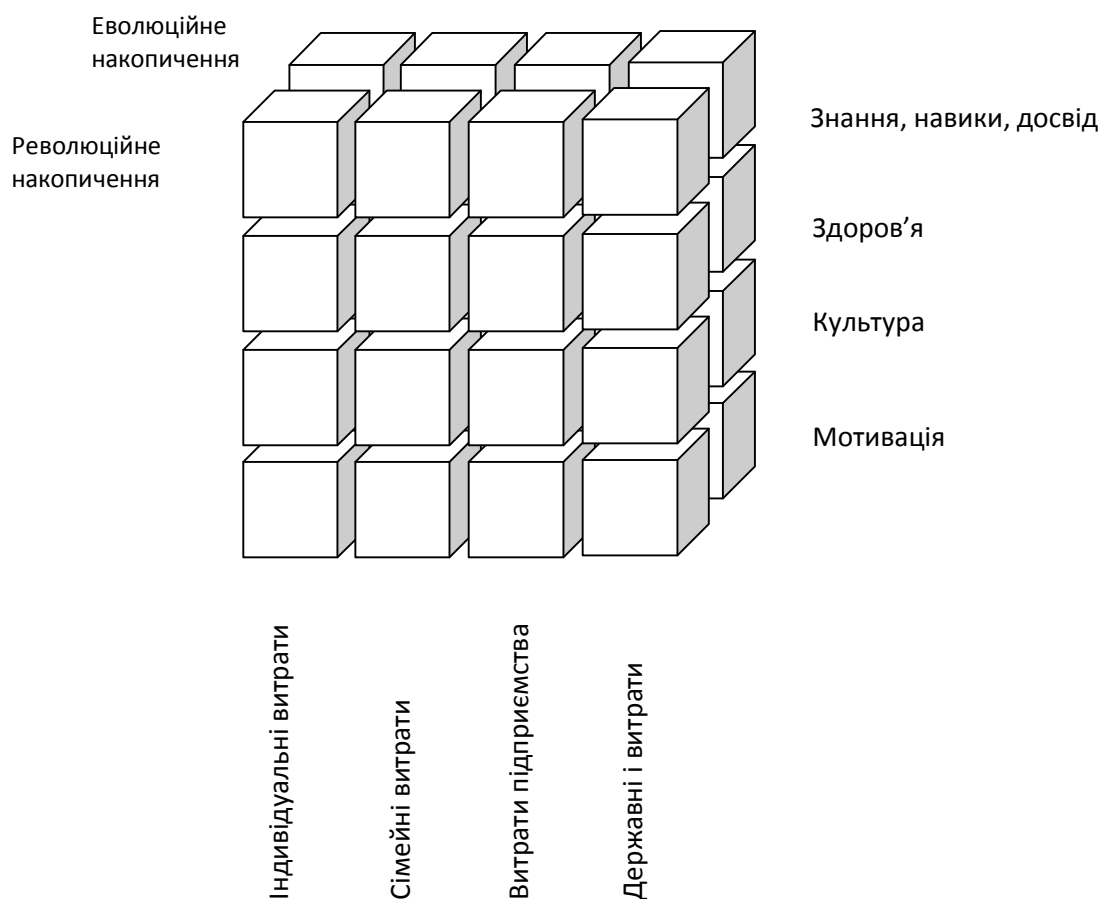 Еволюційне
накопичення
Революційне
накопичення
Знання, навики, досвід
Здоров’я
Культура
Мотивація
Індивідуальні витрати
Сімейні витрати
Витрати підприємства
Державні і витрати